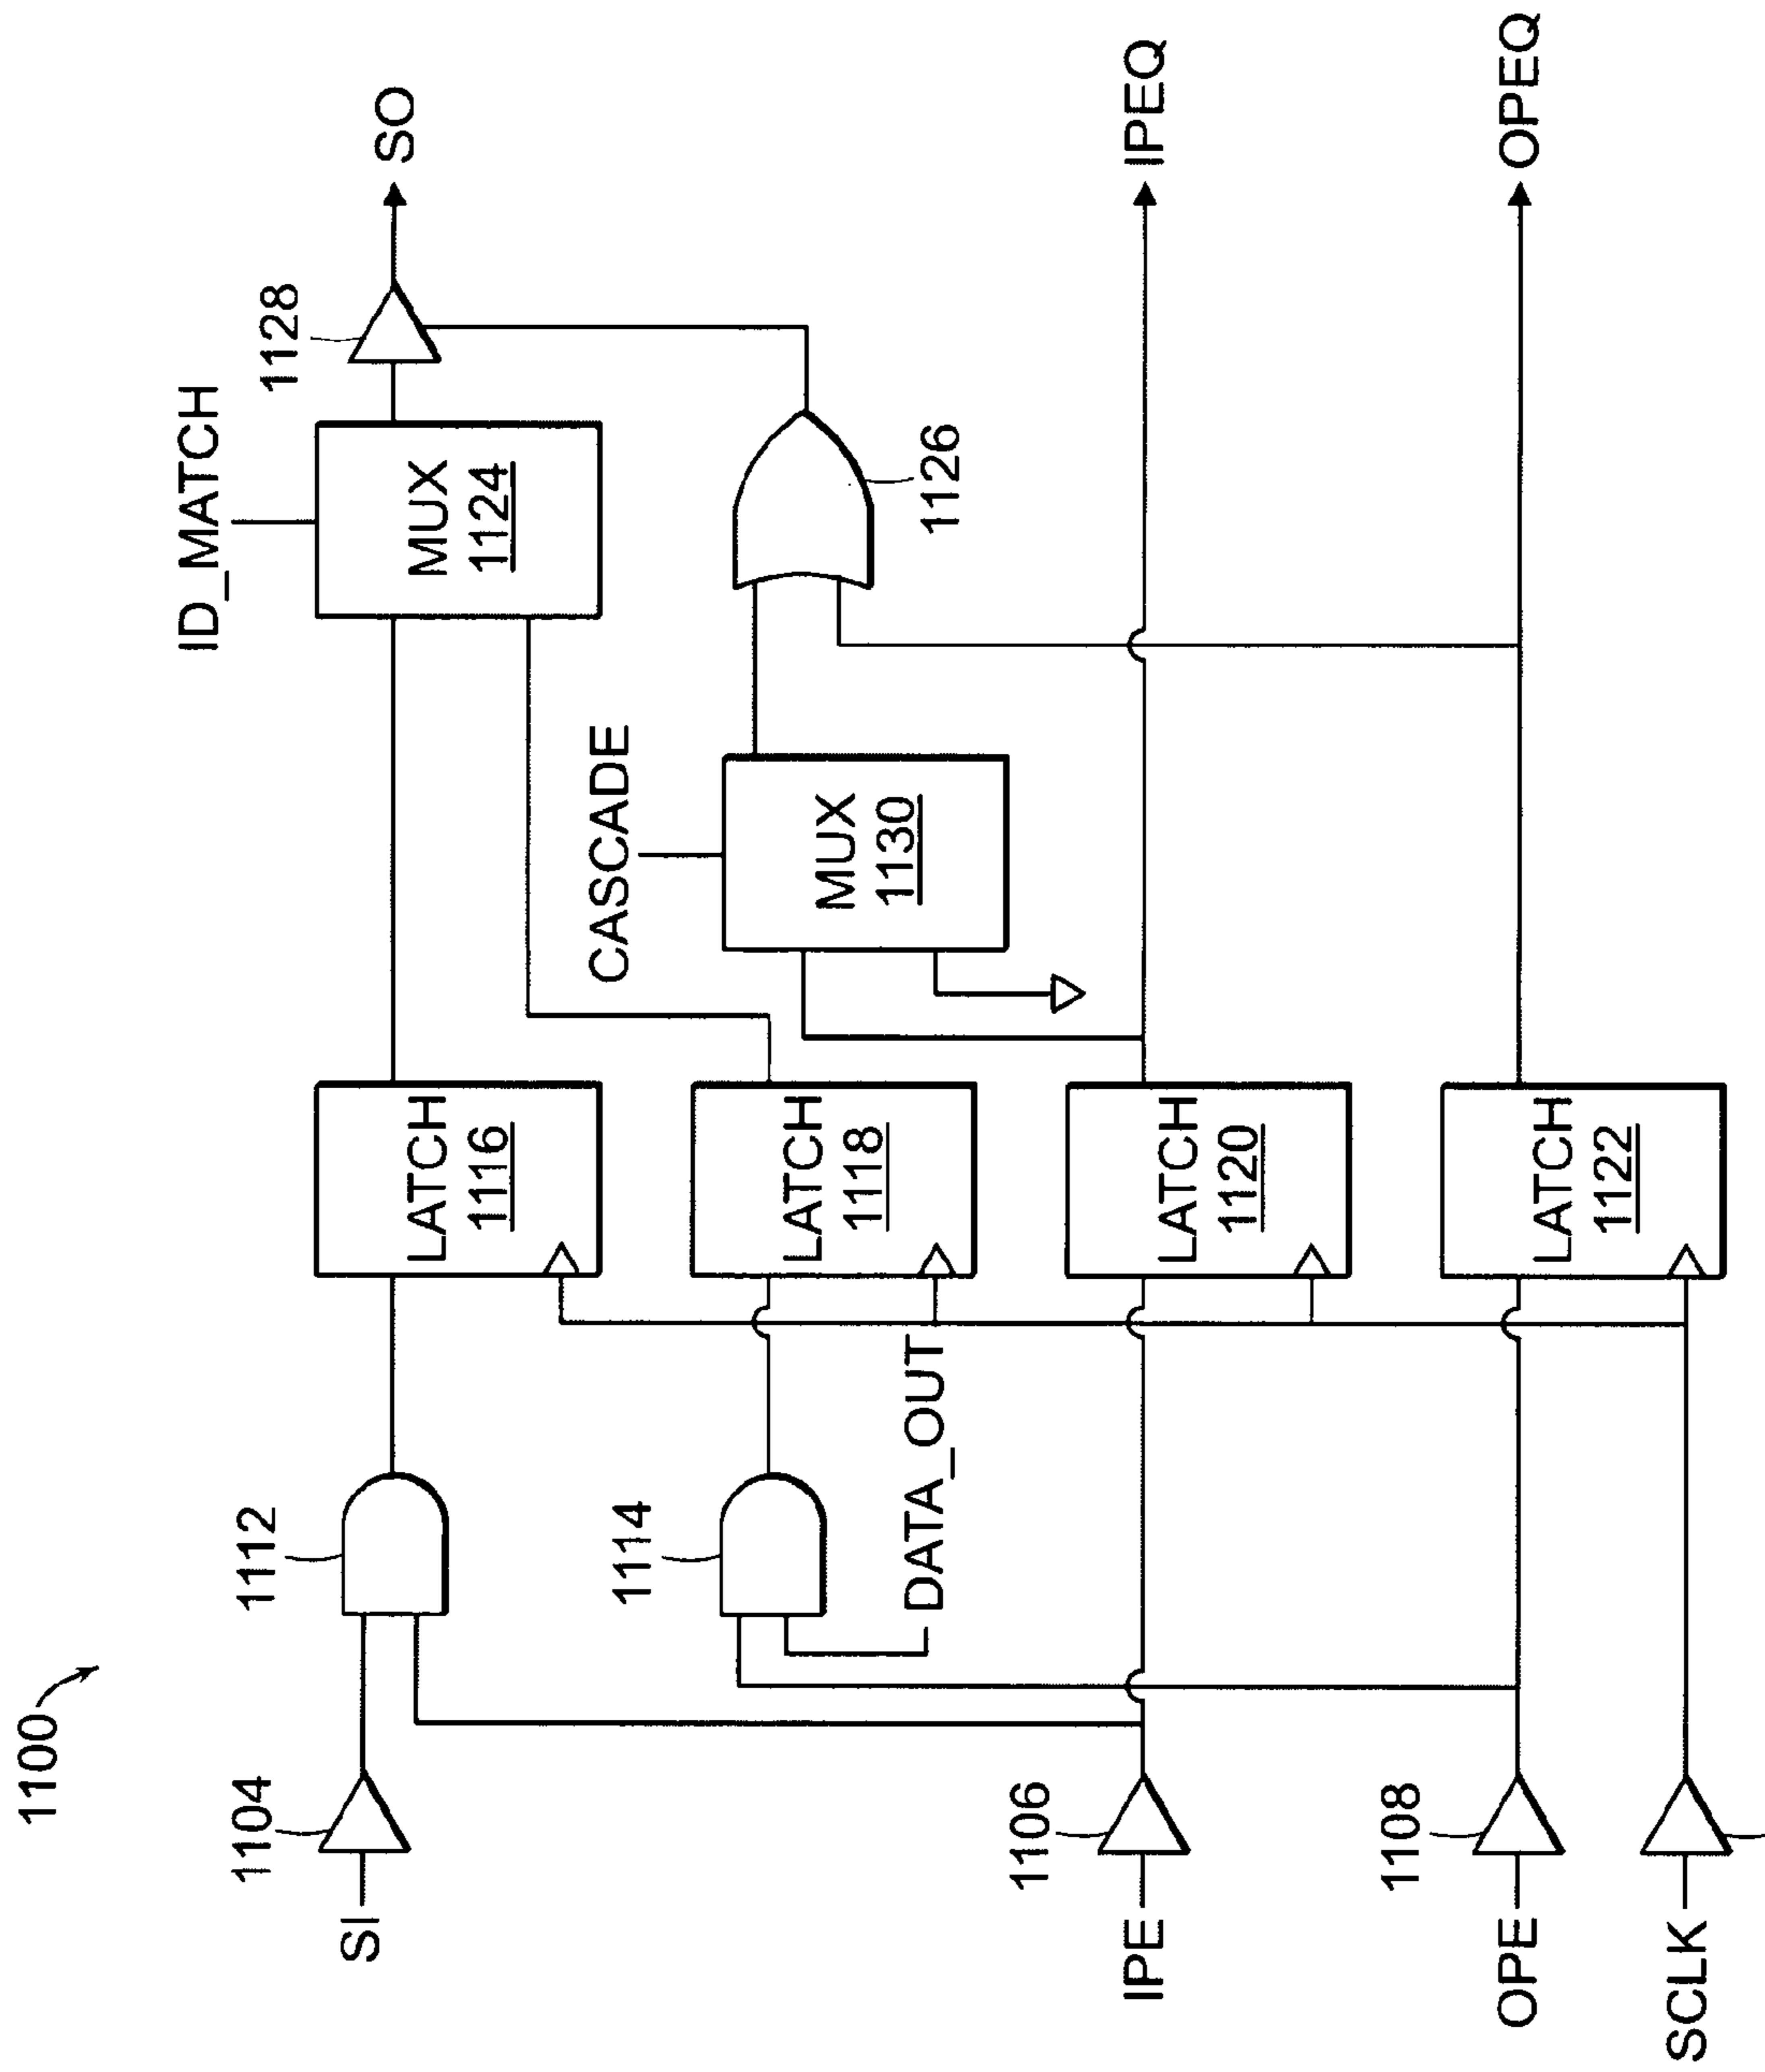 1100
SI
1104
1112
LATCH
1116
ID_MATCH
MUX
1124
1128
SO
1114
DATA_OUT
LATCH
1118
CASCADE
MUX
1130
1126
IPE
1106
LATCH
1120
IPEQ
OPE
1108
LATCH
1122
OPEQ
SCLK